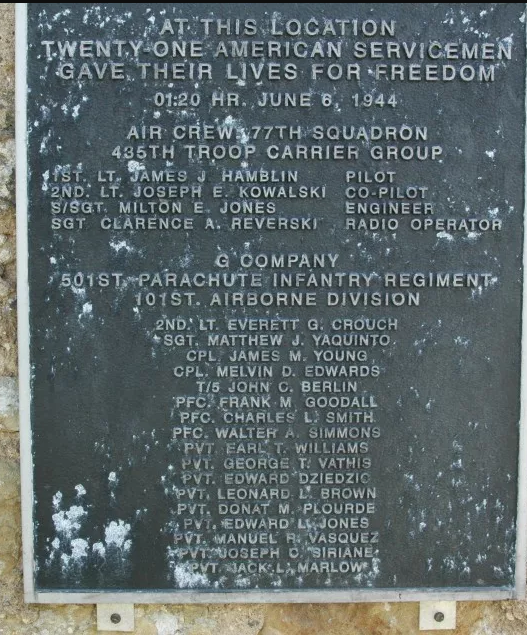 AT THIS LOCATION
TWENTY-ONE AMERICAN SERVICEMEN
GAVE THEIR LIVES FOR FREEDOM
01:20 HR. JUNE 6, 1944
AIR CREW, 77TH SQUADRON
435TH TROOP CARRIER GROUP
1ST. LT. JAMES J. HAMBLIN PILOT
2ND. LT. JOSEPH E. KOWALSKI CO-PILOT
S/SGT. MILTON E. JONES ENGINEER
SGT CLARENCE A. REVERSKI RADIO OPERATOR
G COMPANY
501ST. PARACHUTE INFANTRY REGIMENT
101ST. AIRBORNE DIVISION
2ND. LT. EVERETT G. CROUCH
SGT. MATTHEW J. YAQUINTO
CPL. JAMES M. YOUNG
CPL. MELVIN D. EDWARDS
T/5 JOHN C. BERLIN
PFC. FRANK M. GOODALL
PFC. CHARLES L. SMITH
PFC. WALTER A. SIMMONS
PVT. EARL T. WILLIAMS
PVT. GEORGE T. VATHIS
PVT. EDWARD DZIEDZIC
PVT. LEONARD L. BROWN
PVT. DONAT M. PLOURDE
PVT. EDWARD L. JONES
PVT. MANUEL R. VASQUEZ
PVT. JOSEPH C. SIRIANE
PVT. JACK L. MARLOW